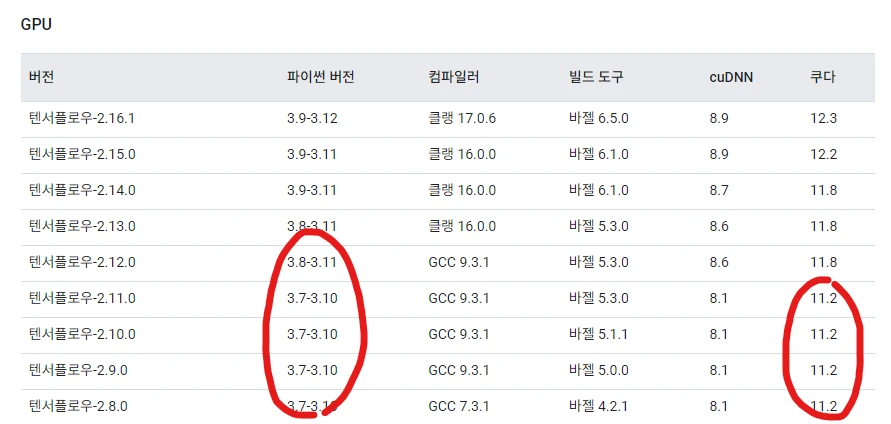 GPU
버전 파이썬 버전 컴파일러 빌드 도구 cuDNN 쿠다
텐서플로우-2.16.1 3.9-3.12 클랭 17.0.6 바젤 6.5.0 8.9 12.3
텐서플로우-2.15.0 3.9-3.11 클랭 16.0.0 바젤 6.1.0 8.9 12.2
텐서플로우-2.14.0 3.9-3.11 클랭 16.0.0 바젤 6.1.0 8.7 11.8
텐서플로우-2.13.0 3.8-3.11 클랭 16.0.0 바젤 5.3.0 8.6 11.8
텐서플로우-2.12.0 3.8-3.11 GCC 9.3.1 바젤 5.3.0 8.6 11.8
텐서플로우-2.11.0 3.7-3.10 GCC 9.3.1 바젤 5.3.0 8.1 11.2
텐서플로우-2.10.0 3.7-3.10 GCC 9.3.1 바젤 5.1.1 8.1 11.2
텐서플로우-2.9.0 3.7-3.10 GCC 9.3.1 바젤 5.0.0 8.1 11.2
텐서플로우-2.8.0 3.7-3.10 GCC 7.3.1 바젤 4.2.1 8.1 11.2